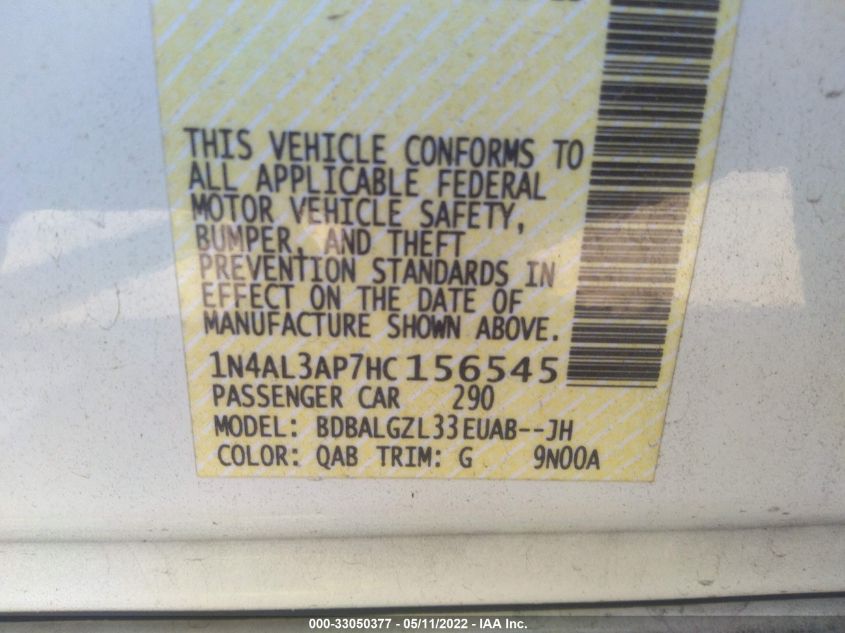 THIS VEHICLE CONFORMS TO
ALL APPLICABLE FEDERAL
MOTOR VEHICLE SAFETY,
BUMPER, AND THEFT
PREVENTION STANDARDS IN
EFFECT ON THE DATE OF
MANUFACTURE SHOWN ABOVE.
1N4AL3AP7HC156545
PASSENGER CAR 290
MODEL: BDBALGZL33EUAB--JH
COLOR: QAB TRIM: G 9N00A
000-33050377 - 05/11/2022 - IAA Inc.